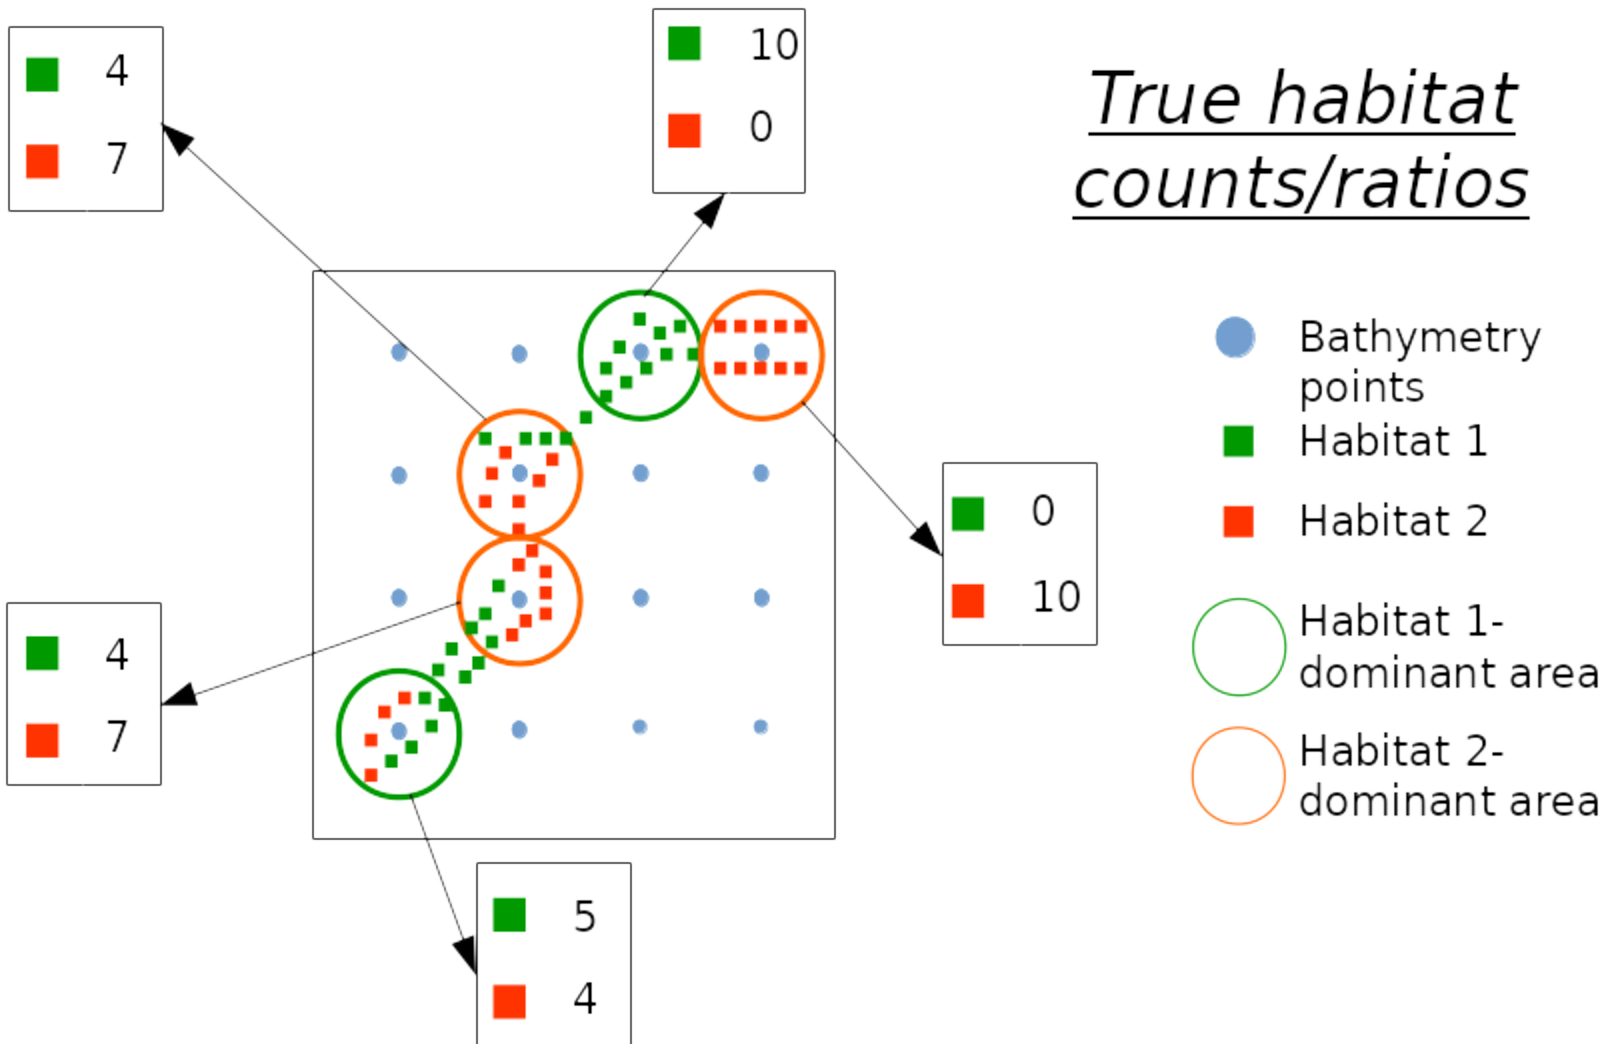 True habitat
counts/ratios
4
7
10
0
Bathymetry
points
Habitat 1
Habitat 2
0
10
Habitat 1-
dominant area
Habitat 2-
dominant area
4
7
5
4